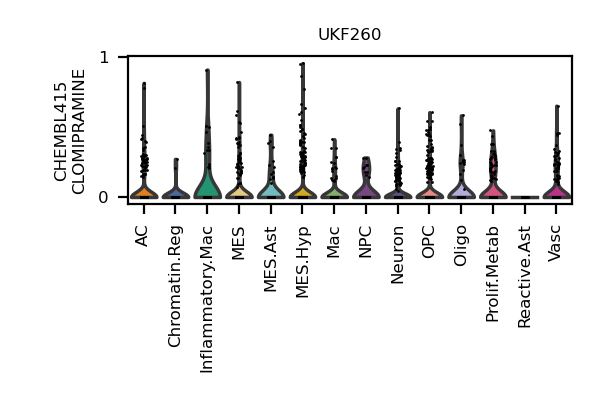 UKF260
CHEMBL415
CLOMIPRAMINE
1
0
AC
Chromatin.Reg
Inflammatory.Mac
MES
MES.Ast
MES.Hyp
Mac
NPC
Neuron
OPC
Oligo
Prolif.Metab
Reactive.Ast
Vasc